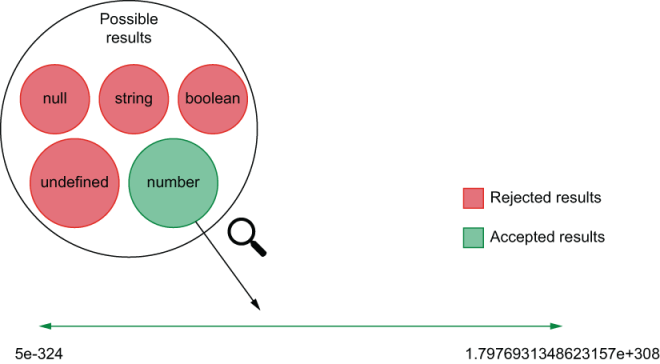 Possible
results
null
string
boolean
undefined
number
Rejected results
Accepted results
5e-324
1.7976931348623157e+308